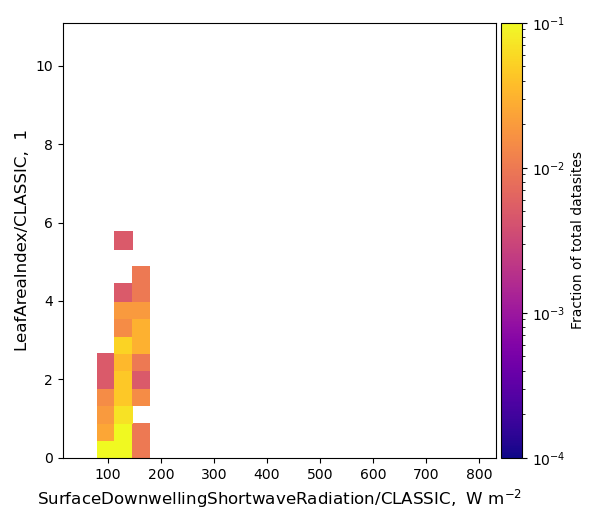 10
8
6
4
2
0
LeafAreaIndex/CLASSIC, 1
100 200 300 400 500 600 700 800
SurfaceDownwellingShortwaveRadiation/CLASSIC, W m⁻²
10⁻¹
10⁻²
10⁻³
10⁻⁴
Fraction of total datasites